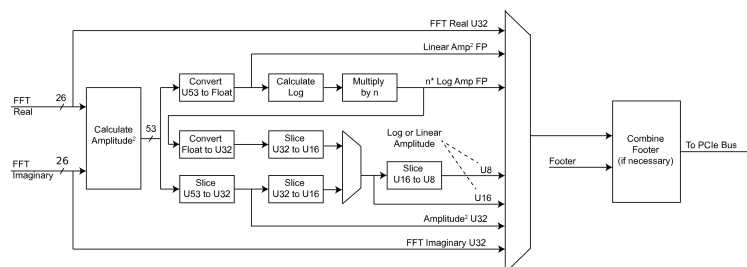 FFT Real U32
Linear Amp² FP
n* Log Amp FP
Convert
U53 to Float
Calculate
Log
Multiply
by n
26
FFT
Real
Calculate
Amplitude²
53
Log or Linear
Amplitude
Convert
Float to U32
Slice
U32 to U16
Combine
Footer
(if necessary)
To PCIe Bus
26
FFT
Imaginary
Slice
U53 to U32
Slice
U32 to U16
Slice
U16 to U8
U8
Footer
U16
Amplitude² U32
FFT Imaginary U32